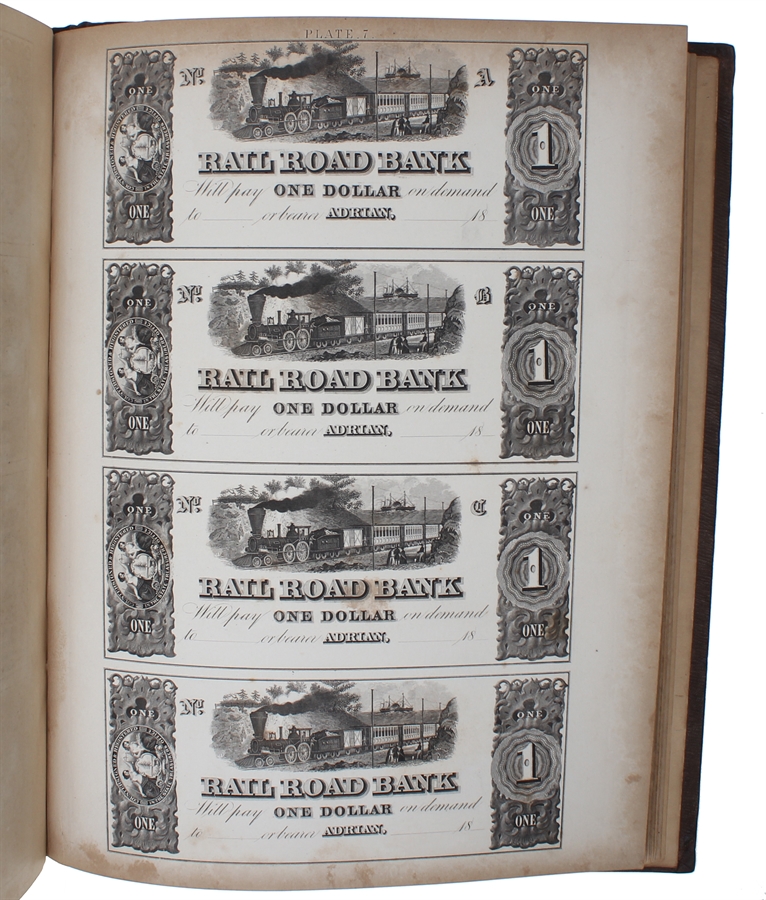 PLATE. 7
ONE
No A
ONE
1
RAIL ROAD BANK
Will pay ONE DOLLAR on demand
to or bearer ADRIAN, 18
ONE
ONE
ONE
No B
ONE
1
RAIL ROAD BANK
Will pay ONE DOLLAR on demand
to or bearer ADRIAN, 18
ONE
ONE
ONE
No C
ONE
1
RAIL ROAD BANK
Will pay ONE DOLLAR on demand
to or bearer ADRIAN, 18
ONE
ONE
ONE
No
ONE
1
RAIL ROAD BANK
Will pay ONE DOLLAR on demand
to or bearer ADRIAN, 18
ONE
ONE